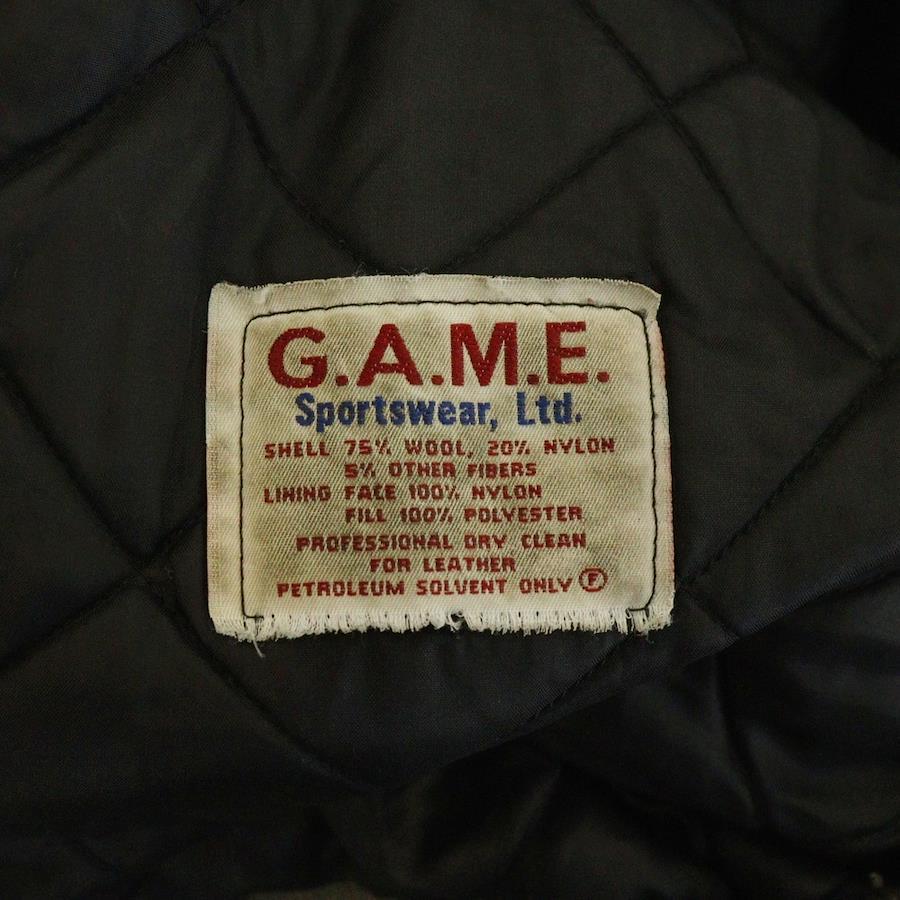 G.A.M.E.
Sportswear, Ltd.
SHELL 75% WOOL, 20% NYLON
5% OTHER FIBERS
LINING FACE 100% NYLON
FILL 100% POLYESTER
PROFESSIONAL DRY CLEAN
FOR LEATHER
PETROLEUM SOLVENT ONLY Ⓕ